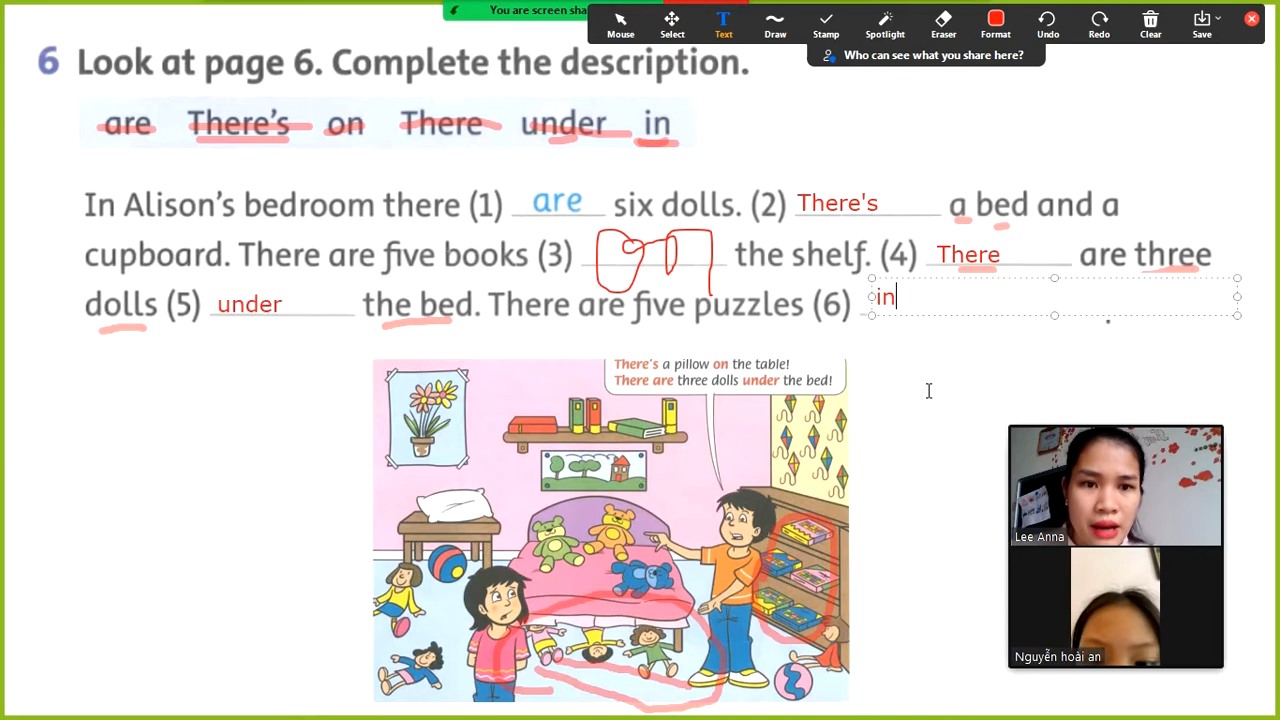 You are screen sha
Mouse Select Text Draw Stamp Spotlight Eraser Format Undo Redo Clear Save
Who can see what you share here?
6 Look at page 6. Complete the description.
are There's on There under in
In Alison's bedroom there (1) are six dolls. (2) There's a bed and a
cupboard. There are five books (3) the shelf. (4) There are three
dolls (5) under the bed. There are five puzzles (6) in .
There's a pillow on the table!
There are three dolls under the bed!
Lee Anna
Nguyễn hoài an